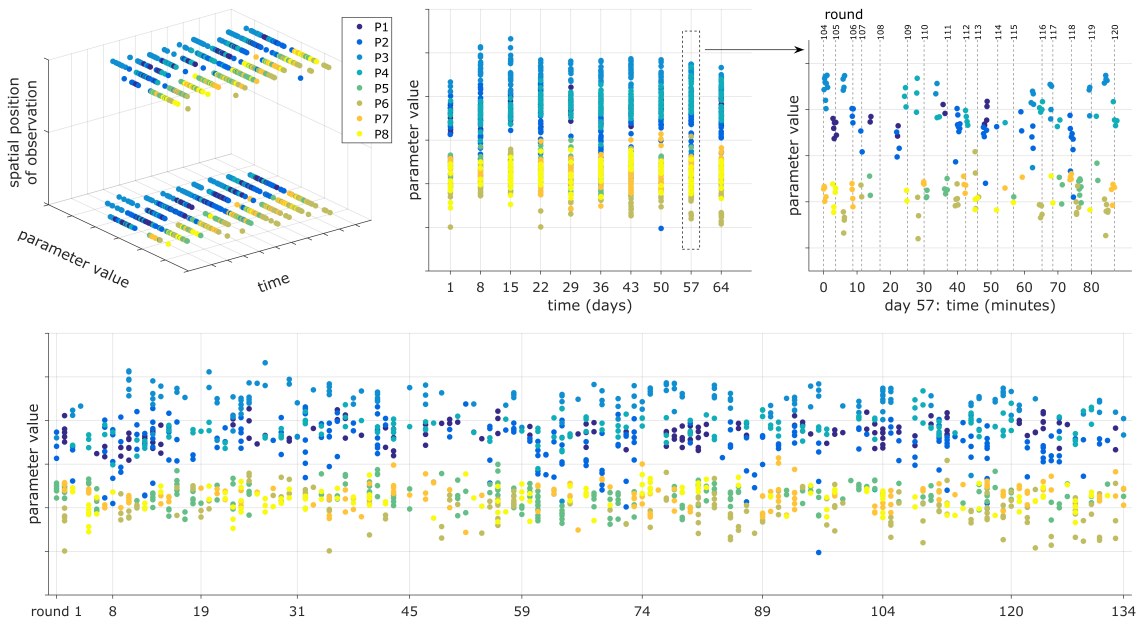 spatial position
of observation
parameter value
time
P1
P2
P3
P4
P5
P6
P7
P8
parameter value
1 8 15 22 29 36 43 50 57 64
time (days)
round
104 105 106 107 108 109 110 111 112 113 114 115 116 117 118 119 120
parameter value
0 10 20 30 40 50 60 70 80
day 57: time (minutes)
parameter value
round 1 8 19 31 45 59 74 89 104 120 134